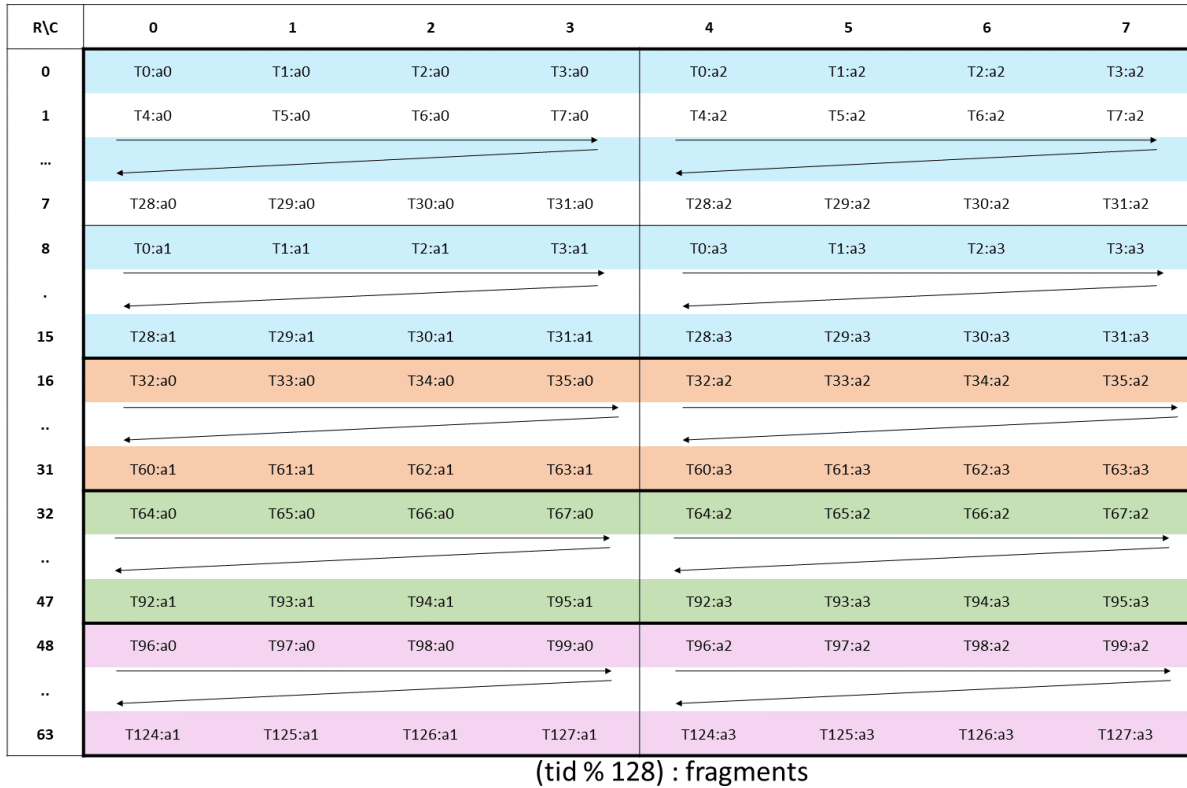 R\C 0 1 2 3 4 5 6 7
0 T0:a0 T1:a0 T2:a0 T3:a0 T0:a2 T1:a2 T2:a2 T3:a2
1 T4:a0 T5:a0 T6:a0 T7:a0 T4:a2 T5:a2 T6:a2 T7:a2
...
7 T28:a0 T29:a0 T30:a0 T31:a0 T28:a2 T29:a2 T30:a2 T31:a2
8 T0:a1 T1:a1 T2:a1 T3:a1 T0:a3 T1:a3 T2:a3 T3:a3
.
15 T28:a1 T29:a1 T30:a1 T31:a1 T28:a3 T29:a3 T30:a3 T31:a3
16 T32:a0 T33:a0 T34:a0 T35:a0 T32:a2 T33:a2 T34:a2 T35:a2
..
31 T60:a1 T61:a1 T62:a1 T63:a1 T60:a3 T61:a3 T62:a3 T63:a3
32 T64:a0 T65:a0 T66:a0 T67:a0 T64:a2 T65:a2 T66:a2 T67:a2
..
47 T92:a1 T93:a1 T94:a1 T95:a1 T92:a3 T93:a3 T94:a3 T95:a3
48 T96:a0 T97:a0 T98:a0 T99:a0 T96:a2 T97:a2 T98:a2 T99:a2
..
63 T124:a1 T125:a1 T126:a1 T127:a1 T124:a3 T125:a3 T126:a3 T127:a3
(tid % 128) : fragments